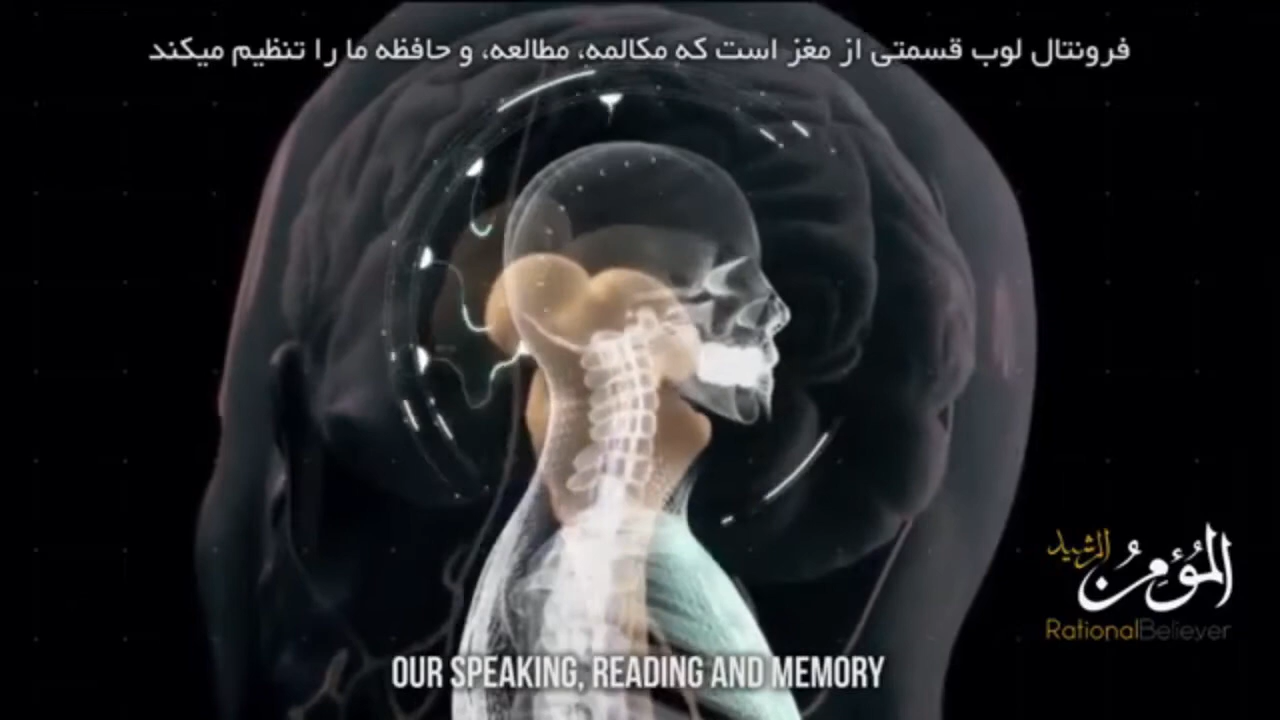 فرونتال لوب قسمتی از مغز است که مکالمه، مطالعه، و حافظه ما را تنظیم میکند
المؤمن الرشيد
RationalBeliever
OUR SPEAKING, READING AND MEMORY